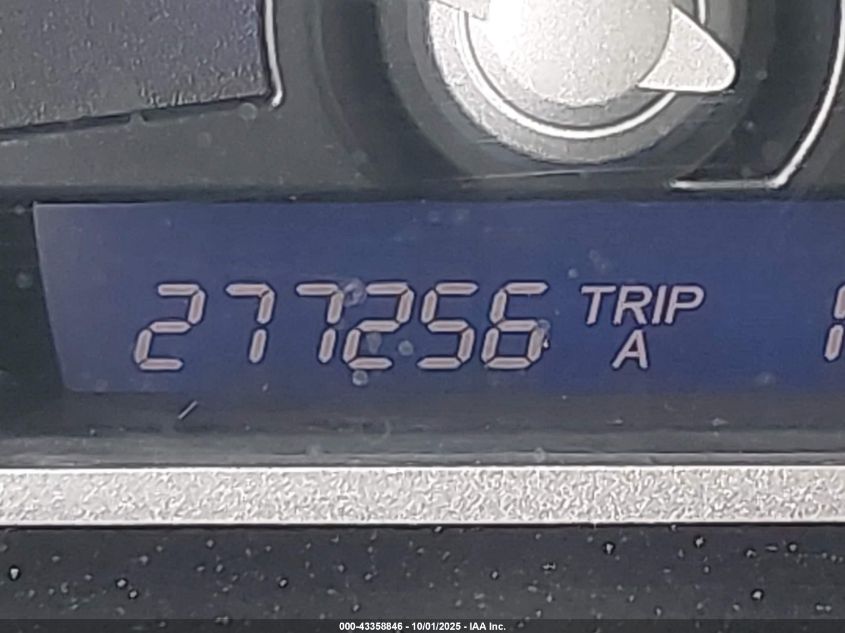 277256 TRIP
A
000-43358846 - 10/01/2025 - IAA Inc.